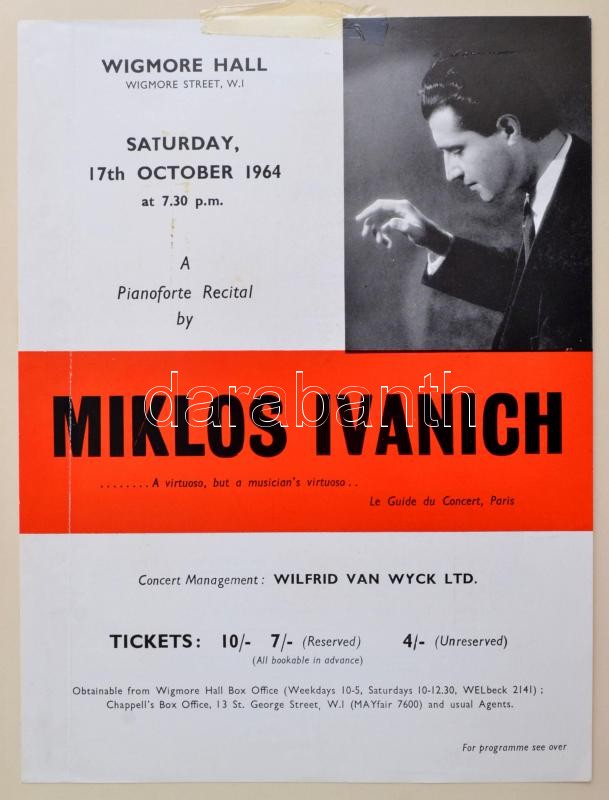 WIGMORE HALL
WIGMORE STREET, W.I
SATURDAY,
17th OCTOBER 1964
at 7.30 p.m.
A
Pianoforte Recital
by
MIKLOS IVANICH
darabanth
........A virtuoso, but a musician's virtuoso..
Le Guide du Concert, Paris
Concert Management: WILFRID VAN WYCK LTD.
TICKETS: 10/- 7/- (Reserved) 4/- (Unreserved)
(All bookable in advance)
Obtainable from Wigmore Hall Box Office (Weekdays 10-5, Saturdays 10-12.30, WELbeck 2141);
Chappell's Box Office, 13 St. George Street, W.I (MAYfair 7600) and usual Agents.
For programme see over